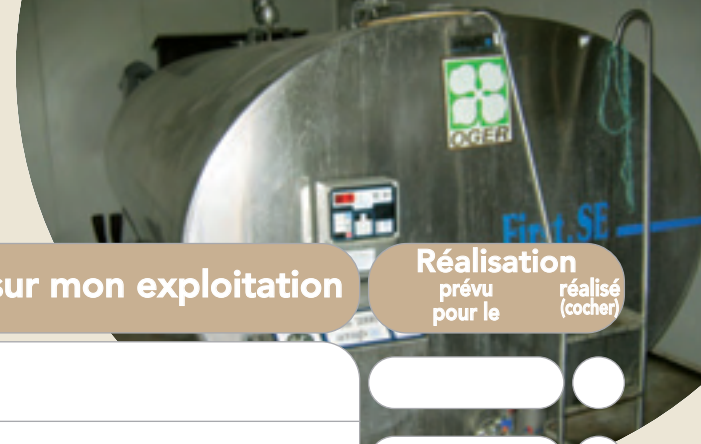 OGER
First.SE
sur mon exploitation
Réalisation
prévu
pour le
réalisé
(cocher)